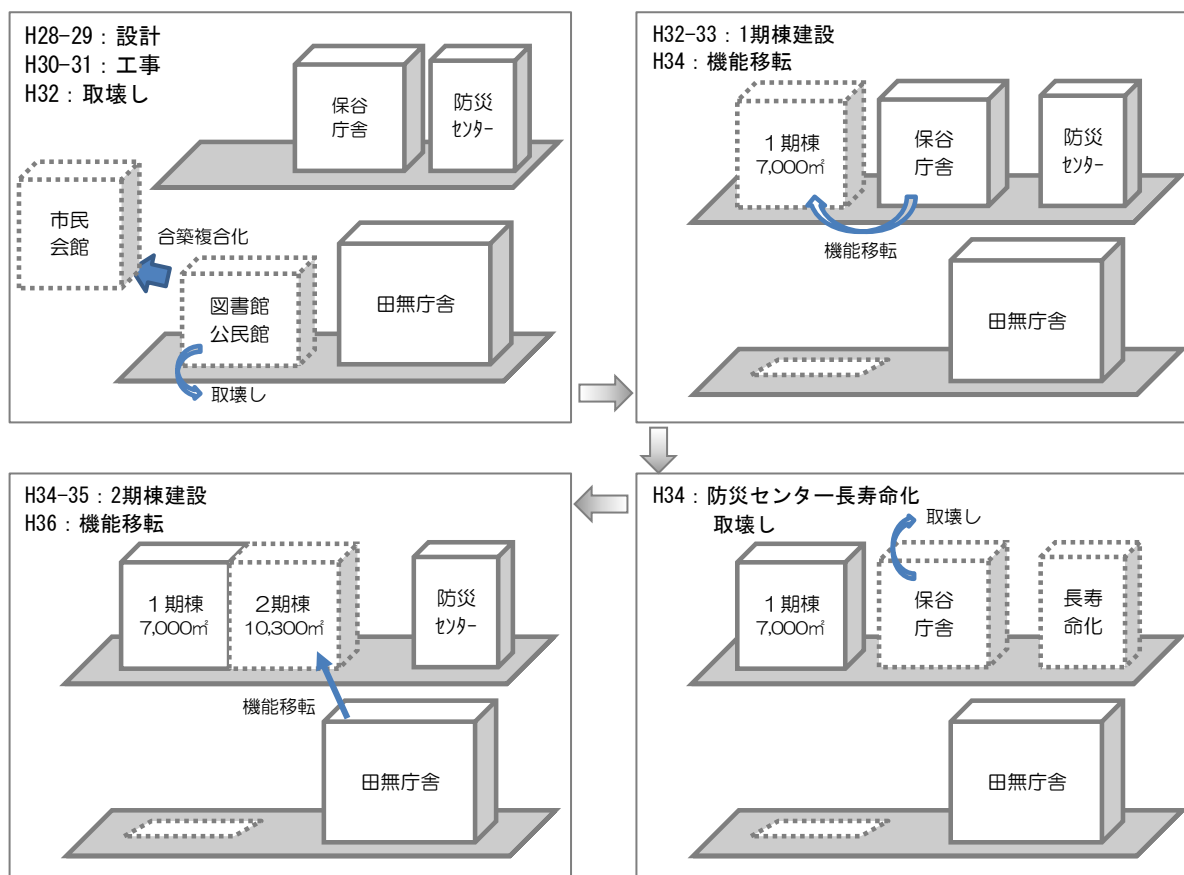 H28-29：設計
H30-31：工事
H32：取壊し
保谷
庁舎
防災
ｾﾝﾀｰ
市民
会館
合築複合化
図書館
公民館
田無庁舎
取壊し
H32-33：1期棟建設
H34：機能移転
１期棟
7,000㎡
保谷
庁舎
防災
ｾﾝﾀｰ
機能移転
田無庁舎
H34-35：2期棟建設
H36：機能移転
１期棟
7,000㎡
２期棟
10,300㎡
防災
ｾﾝﾀｰ
機能移転
田無庁舎
H34：防災センター長寿命化
取壊し
取壊し
１期棟
7,000㎡
保谷
庁舎
長寿
命化
田無庁舎